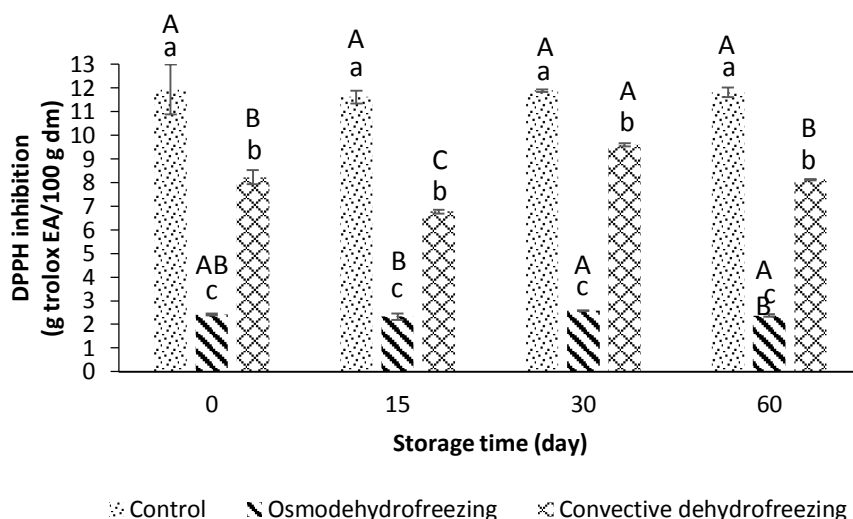 DPPH inhibition
(g trolox EA/100 g dm)
13
12
11
10
9
8
7
6
5
4
3
2
1
0
A
a
AB
c
B
b
A
a
B
c
C
b
A
a
A
c
A
b
A
a
A
B c
B
b
0 15 30 60
Storage time (day)
Control Osmodehydrofreezing Convective dehydrofreezing